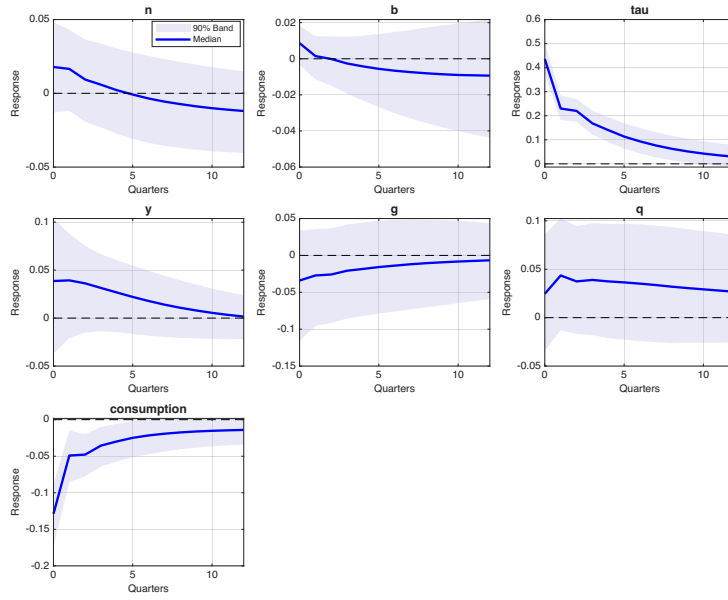 n
0.05
0
-0.05
Response
0
5
10
Quarters
90% Band
Median
b
0.02
0
-0.02
-0.04
-0.06
Response
0
5
10
Quarters
tau
0.6
0.5
0.4
0.3
0.2
0.1
0
Response
0
5
10
Quarters
y
0.1
0.05
0
-0.05
Response
0
5
10
Quarters
g
0.05
0
-0.05
-0.1
-0.15
Response
0
5
10
Quarters
q
0.1
0.05
0
-0.05
Response
0
5
10
Quarters
consumption
0
-0.05
-0.1
-0.15
-0.2
Response
0
5
10
Quarters